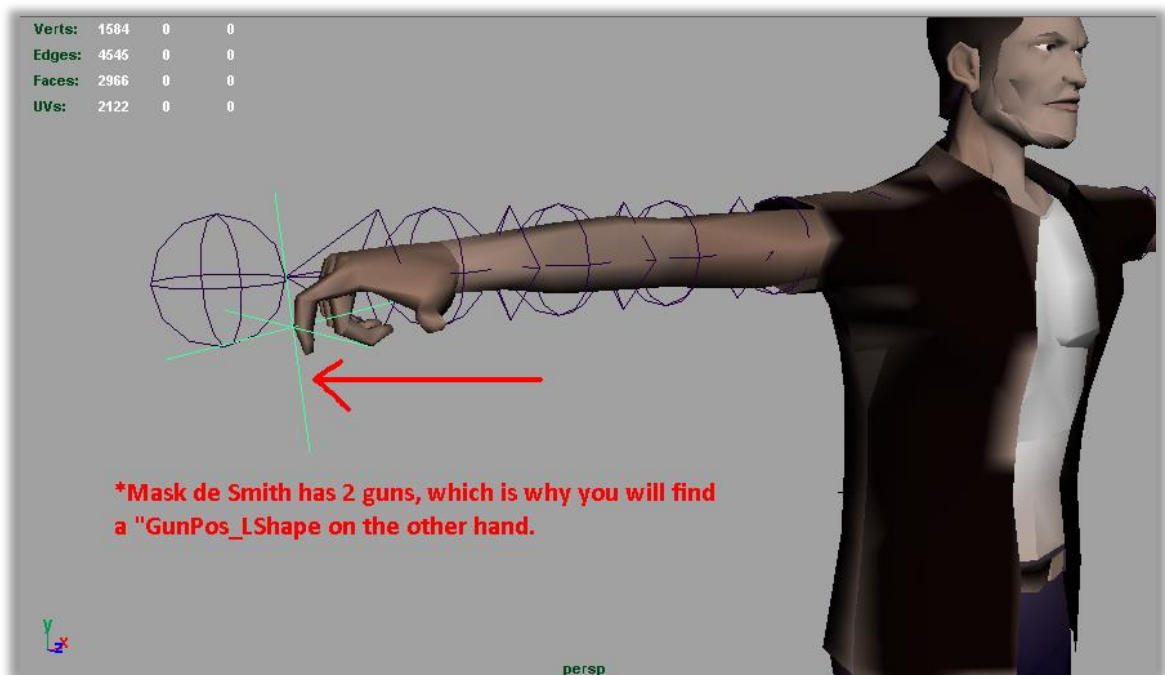 Verts: 1584 0 0
Edges: 4545 0 0
Faces: 2966 0 0
UVs: 2122 0 0
*Mask de Smith has 2 guns, which is why you will find
a "GunPos_LShape on the other hand.
y
z x
persp